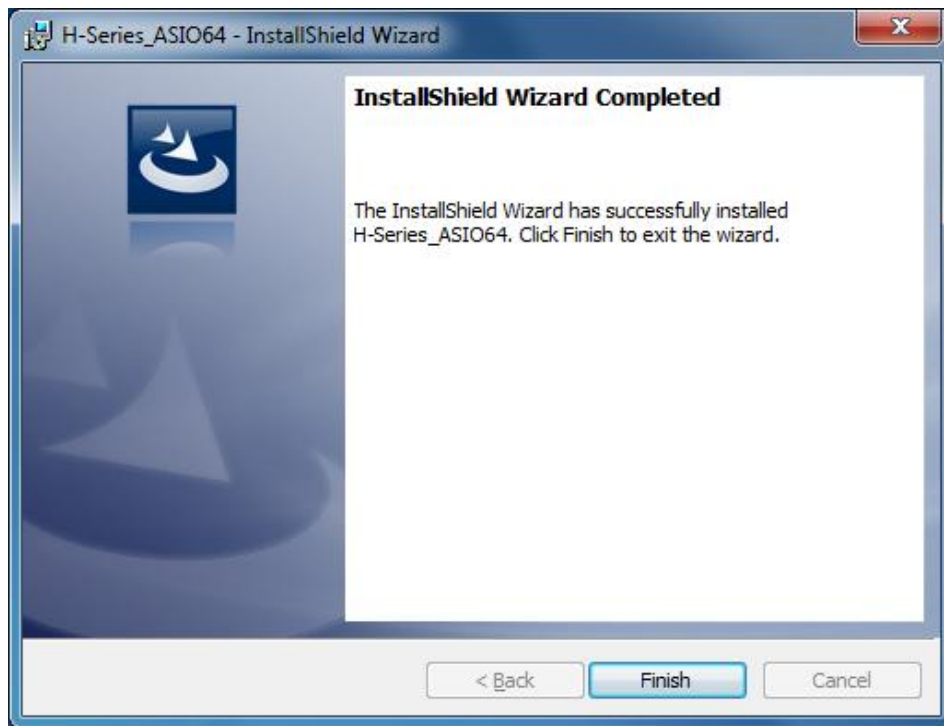 H-Series_ASIO64 - InstallShield Wizard
InstallShield Wizard Completed
The InstallShield Wizard has successfully installed
H-Series_ASIO64. Click Finish to exit the wizard.
< Back Finish Cancel